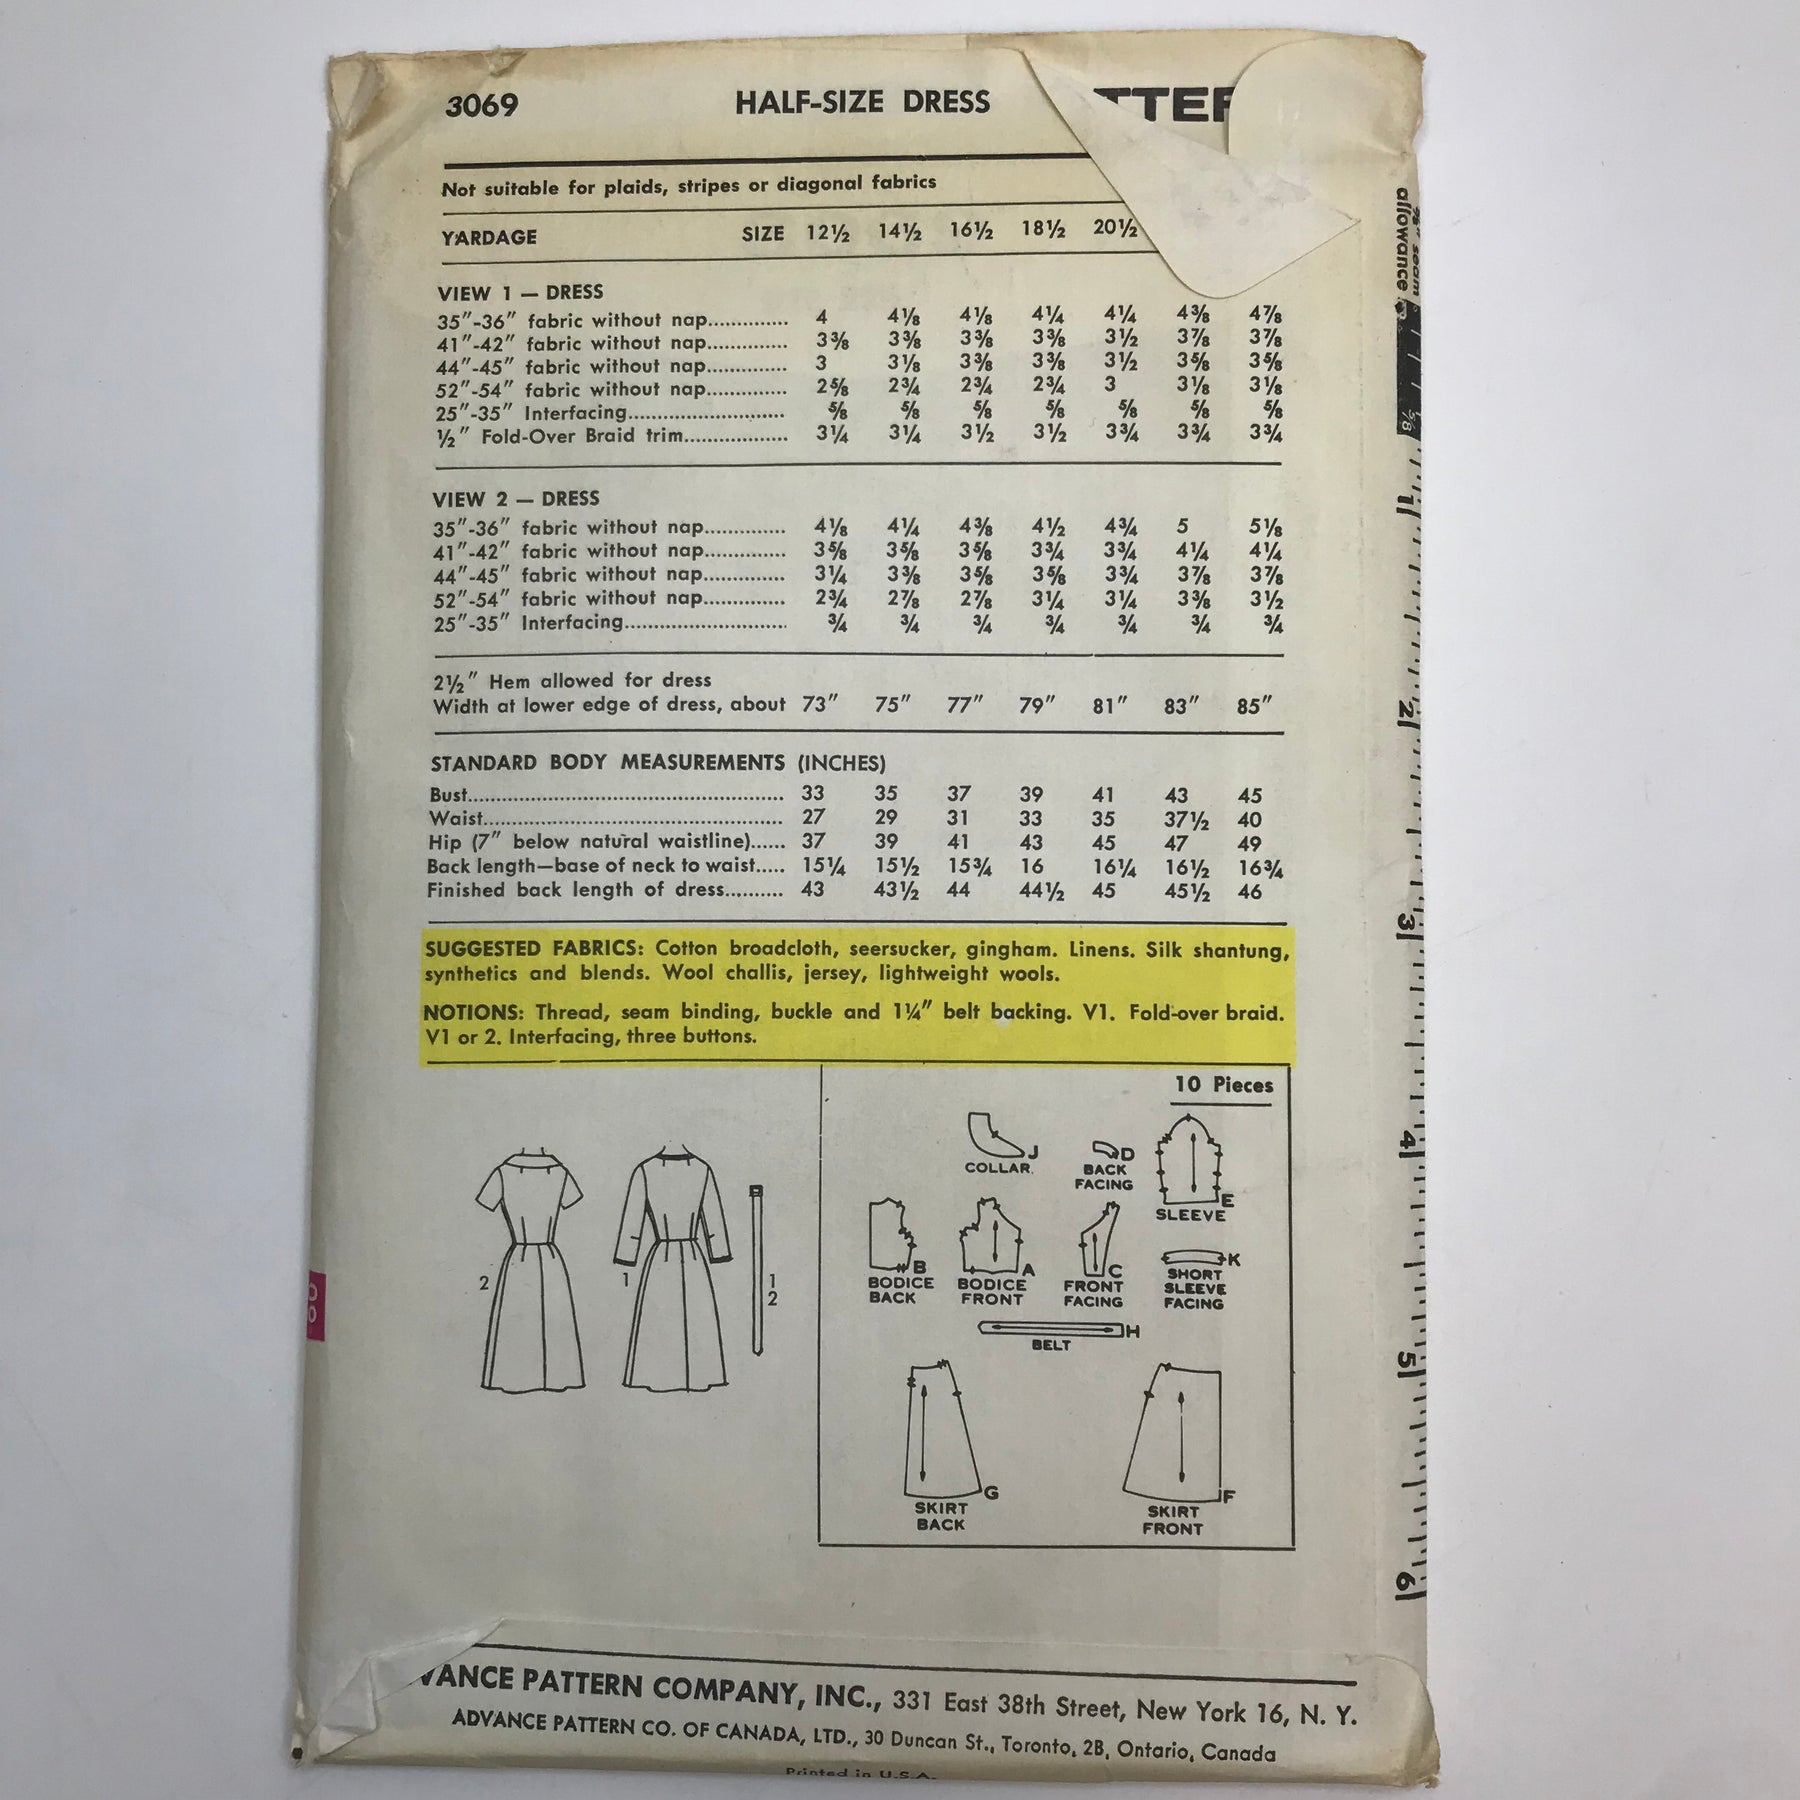 3069 HALF-SIZE DRESS
Not suitable for plaids, stripes or diagonal fabrics
YARDAGE SIZE 12½ 14½ 16½ 18½ 20½
VIEW 1 — DRESS
35"-36" fabric without nap.............. 4 4⅛ 4⅛ 4¼ 4¼ 4⅜ 4⅞
41"-42" fabric without nap.............. 3⅜ 3⅜ 3⅜ 3⅜ 3½ 3⅞ 3⅞
44"-45" fabric without nap.............. 3 3⅛ 3⅜ 3⅜ 3½ 3⅝ 3⅝
52"-54" fabric without nap.............. 2⅝ 2¾ 2¾ 2¾ 3 3⅛ 3⅛
25"-35" Interfacing............................ ⅝ ⅝ ⅝ ⅝ ⅝ ⅝ ⅝
½" Fold-Over Braid trim.................. 3¼ 3¼ 3½ 3½ 3¾ 3¾ 3¾
VIEW 2 — DRESS
35"-36" fabric without nap.............. 4⅛ 4¼ 4⅜ 4½ 4¾ 5 5⅛
41"-42" fabric without nap.............. 3⅝ 3⅝ 3⅝ 3¾ 3¾ 4¼ 4¼
44"-45" fabric without nap.............. 3¼ 3⅜ 3⅝ 3⅝ 3¾ 3⅞ 3⅞
52"-54" fabric without nap.............. 2¾ 2⅞ 2⅞ 3¼ 3¼ 3⅜ 3½
25"-35" Interfacing............................ ¾ ¾ ¾ ¾ ¾ ¾ ¾
2½" Hem allowed for dress
Width at lower edge of dress, about 73" 75" 77" 79" 81" 83" 85"
STANDARD BODY MEASUREMENTS (INCHES)
Bust........................................................ 33 35 37 39 41 43 45
Waist...................................................... 27 29 31 33 35 37½ 40
Hip (7" below natural waistline)...... 37 39 41 43 45 47 49
Back length—base of neck to waist..... 15¼ 15½ 15¾ 16 16¼ 16½ 16¾
Finished back length of dress.......... 43 43½ 44 44½ 45 45½ 46
SUGGESTED FABRICS: Cotton broadcloth, seersucker, gingham. Linens. Silk shantung,
synthetics and blends. Wool challis, jersey, lightweight wools.
NOTIONS: Thread, seam binding, buckle and 1¼" belt backing. V1. Fold-over braid.
V1 or 2. Interfacing, three buttons.
2
1
1
2
10 Pieces
J
COLLAR
D
BACK
FACING
E
SLEEVE
B
BODICE
BACK
A
BODICE
FRONT
C
FRONT
FACING
K
SHORT
SLEEVE
FACING
H
BELT
G
SKIRT
BACK
F
SKIRT
FRONT
⅝" seam
allowance
⅝
1
2
3
4
5
6
VANCE PATTERN COMPANY, INC., 331 East 38th Street, New York 16, N. Y.
ADVANCE PATTERN CO. OF CANADA, LTD., 30 Duncan St., Toronto, 2B, Ontario, Canada
Printed in U.S.A.